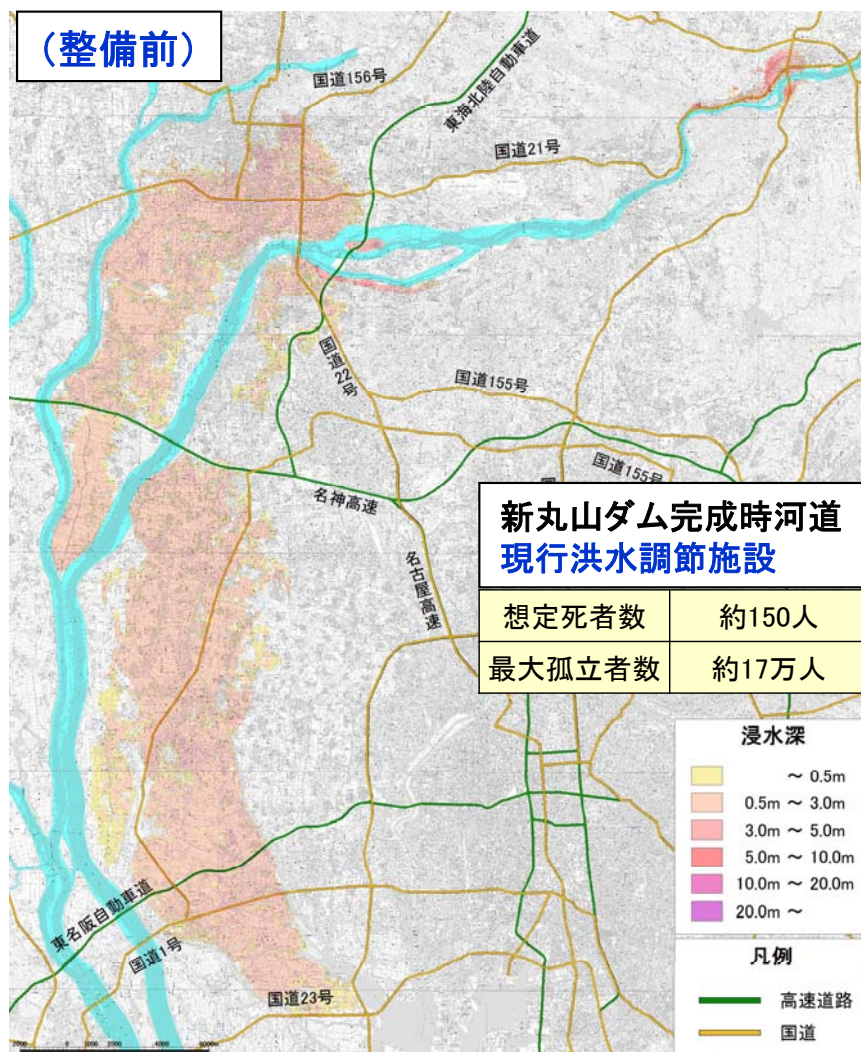 （整備前）
国道156号
東海北陸自動車道
国道21号
国道22号
国道155号
国道155号
名神高速
名古屋高速
新丸山ダム完成時河道
現行洪水調節施設
想定死者数 約150人
最大孤立者数 約17万人
浸水深
～ 0.5m
0.5m ～ 3.0m
3.0m ～ 5.0m
5.0m ～ 10.0m
10.0m ～ 20.0m
20.0m ～
東名阪自動車道
国道1号
国道23号
凡例
高速道路
国道